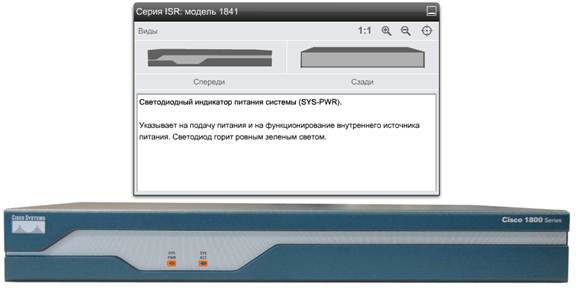 Серия ISR: модель 1841
Виды
1:1
Спереди
Сзади
Светодиодный индикатор питания системы (SYS-PWR).
Указывает на подачу питания и на функционирование внутреннего источника
питания. Светодиод горит ровным зеленым светом.
CISCO SYSTEMS
Cisco 1800 Series
SYS
PWR
SYS
ACT